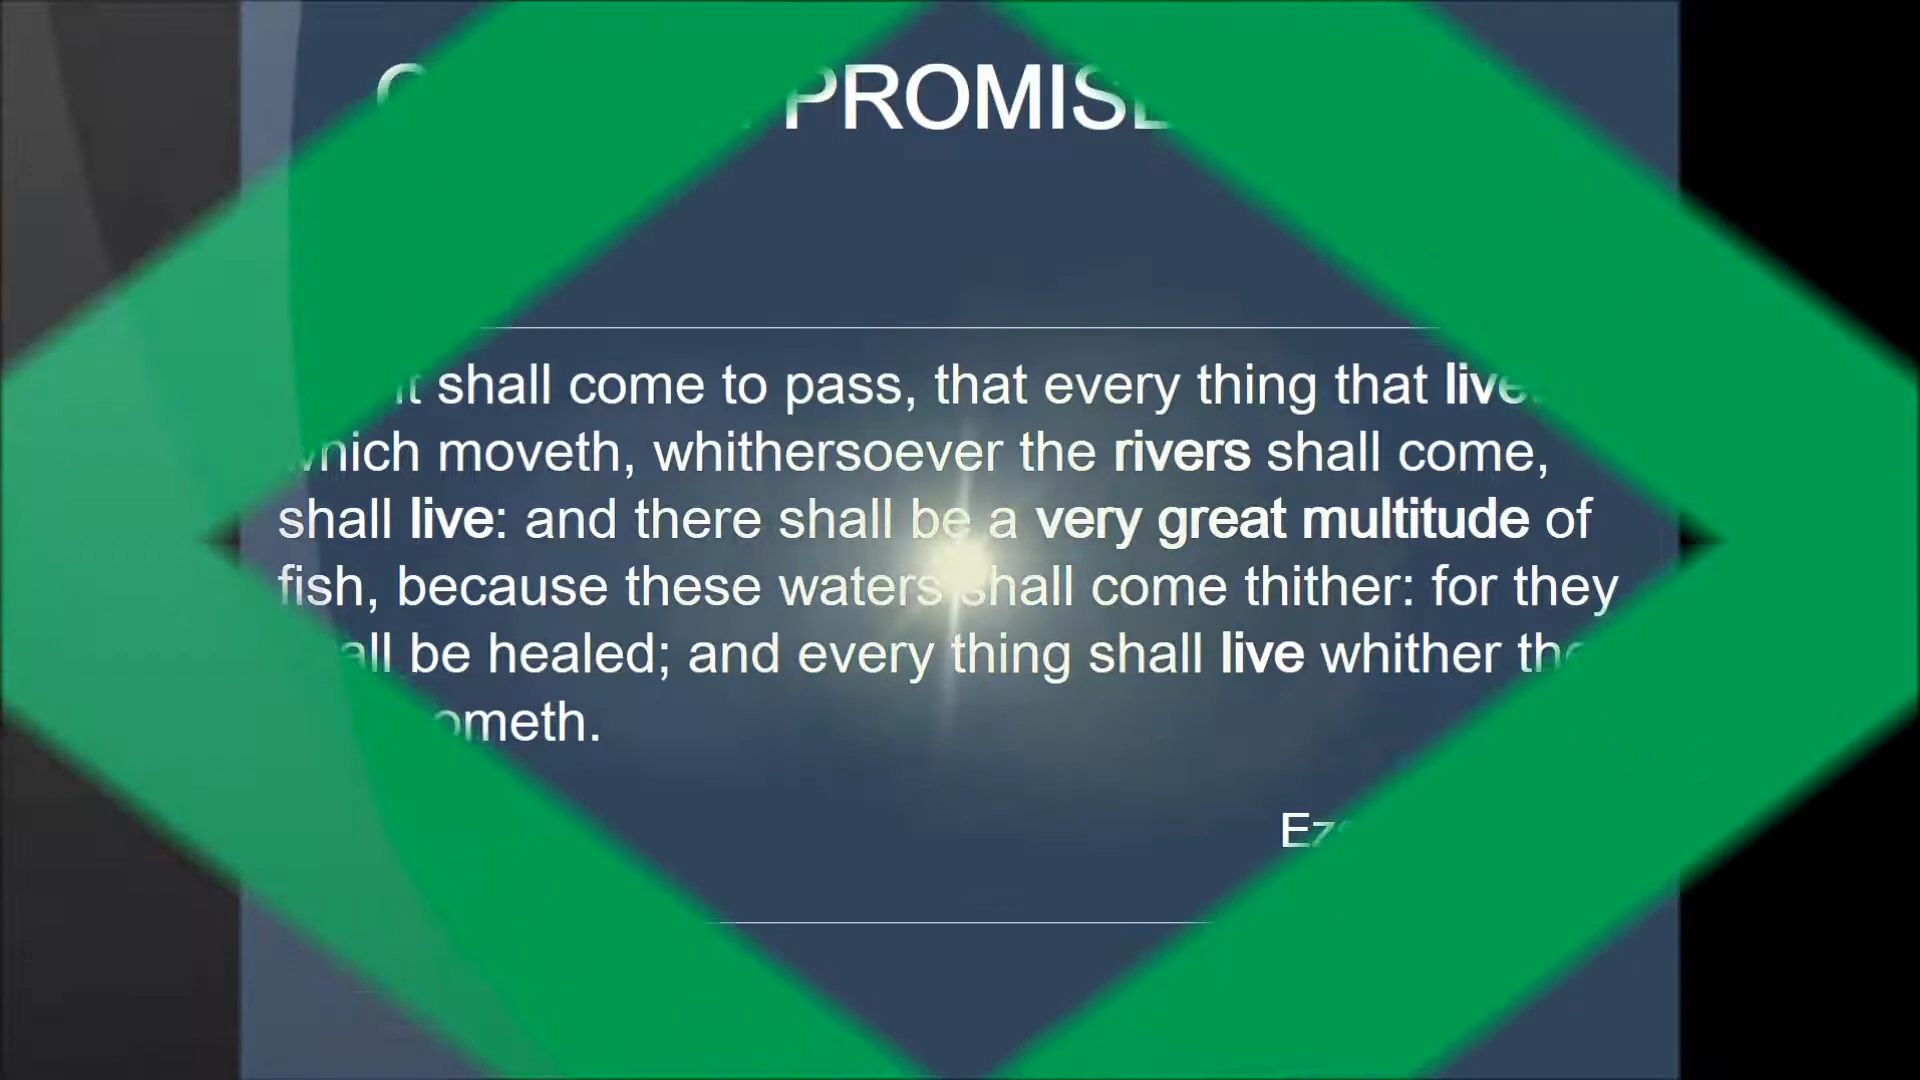 PROMISE
it shall come to pass, that every thing that
which moveth, whithersoever the rivers shall come,
shall live: and there shall be a very great multitude of
fish, because these waters shall come thither: for they
be healed; and every thing shall live whither